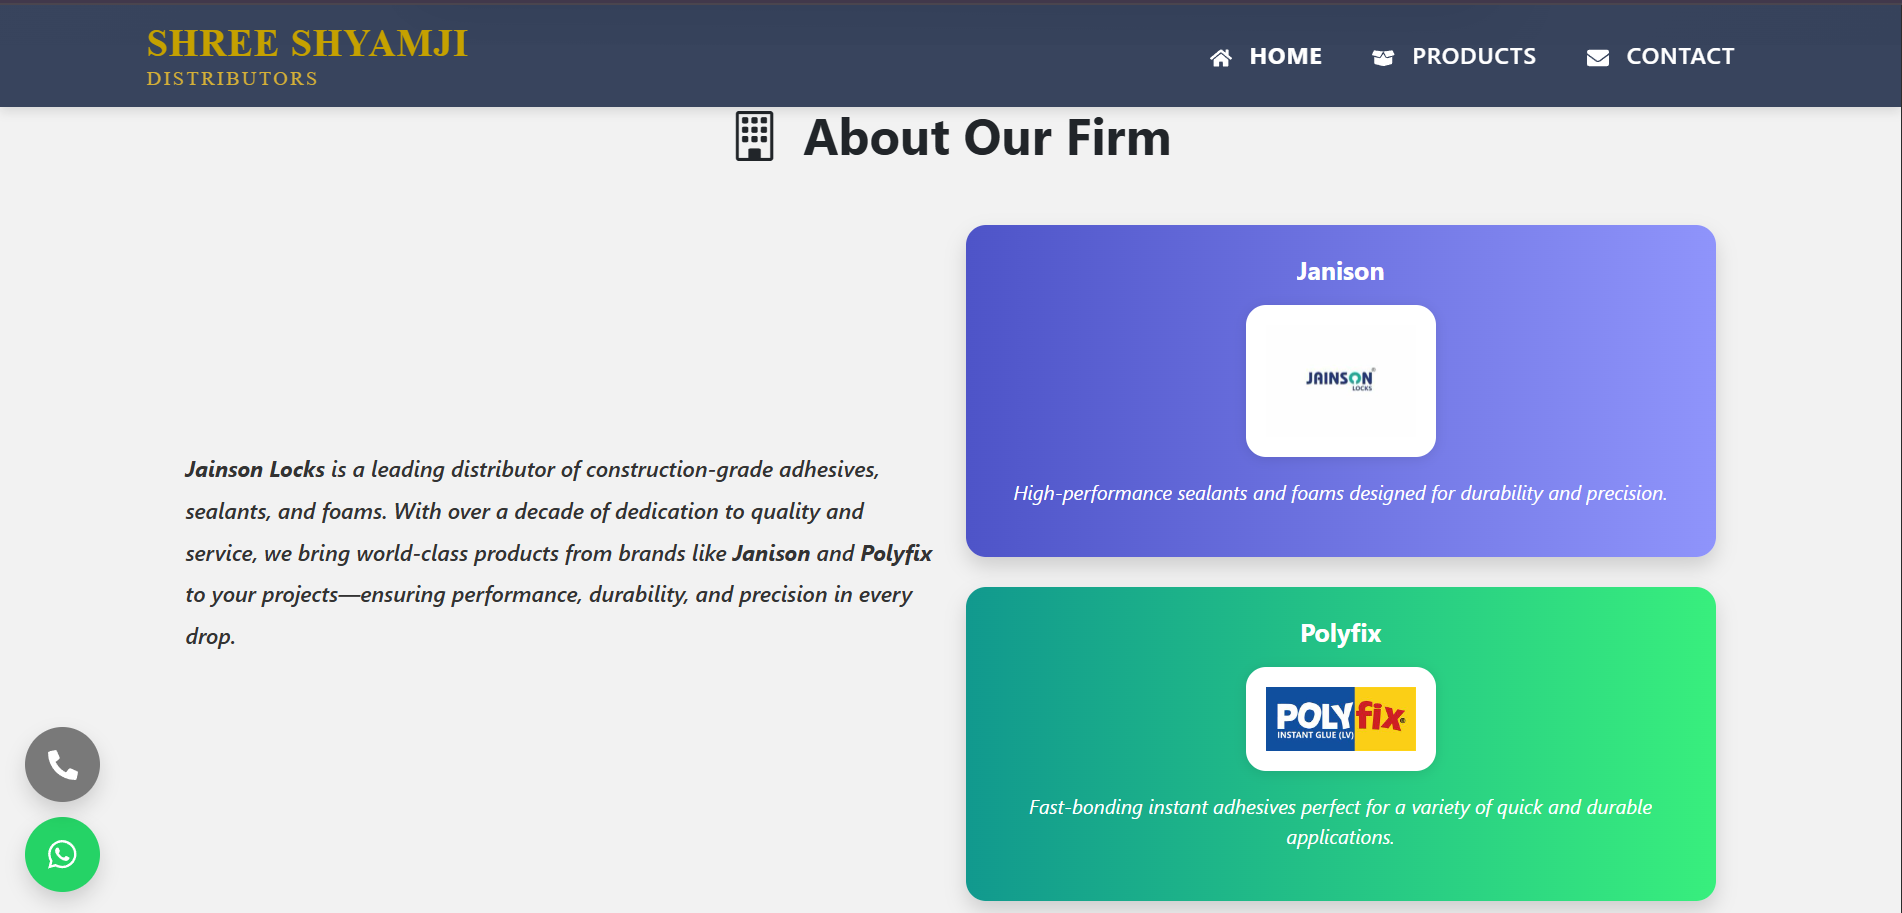 SHREE SHYAMJI
DISTRIBUTORS
HOME
PRODUCTS
CONTACT
About Our Firm
Jainson Locks is a leading distributor of construction-grade adhesives,
sealants, and foams. With over a decade of dedication to quality and
service, we bring world-class products from brands like Janison and Polyfix
to your projects—ensuring performance, durability, and precision in every
drop.
Janison
JAINSON®
LOCKS
High-performance sealants and foams designed for durability and precision.
Polyfix
POLYfix®
INSTANT GLUE (LV)
Fast-bonding instant adhesives perfect for a variety of quick and durable
applications.